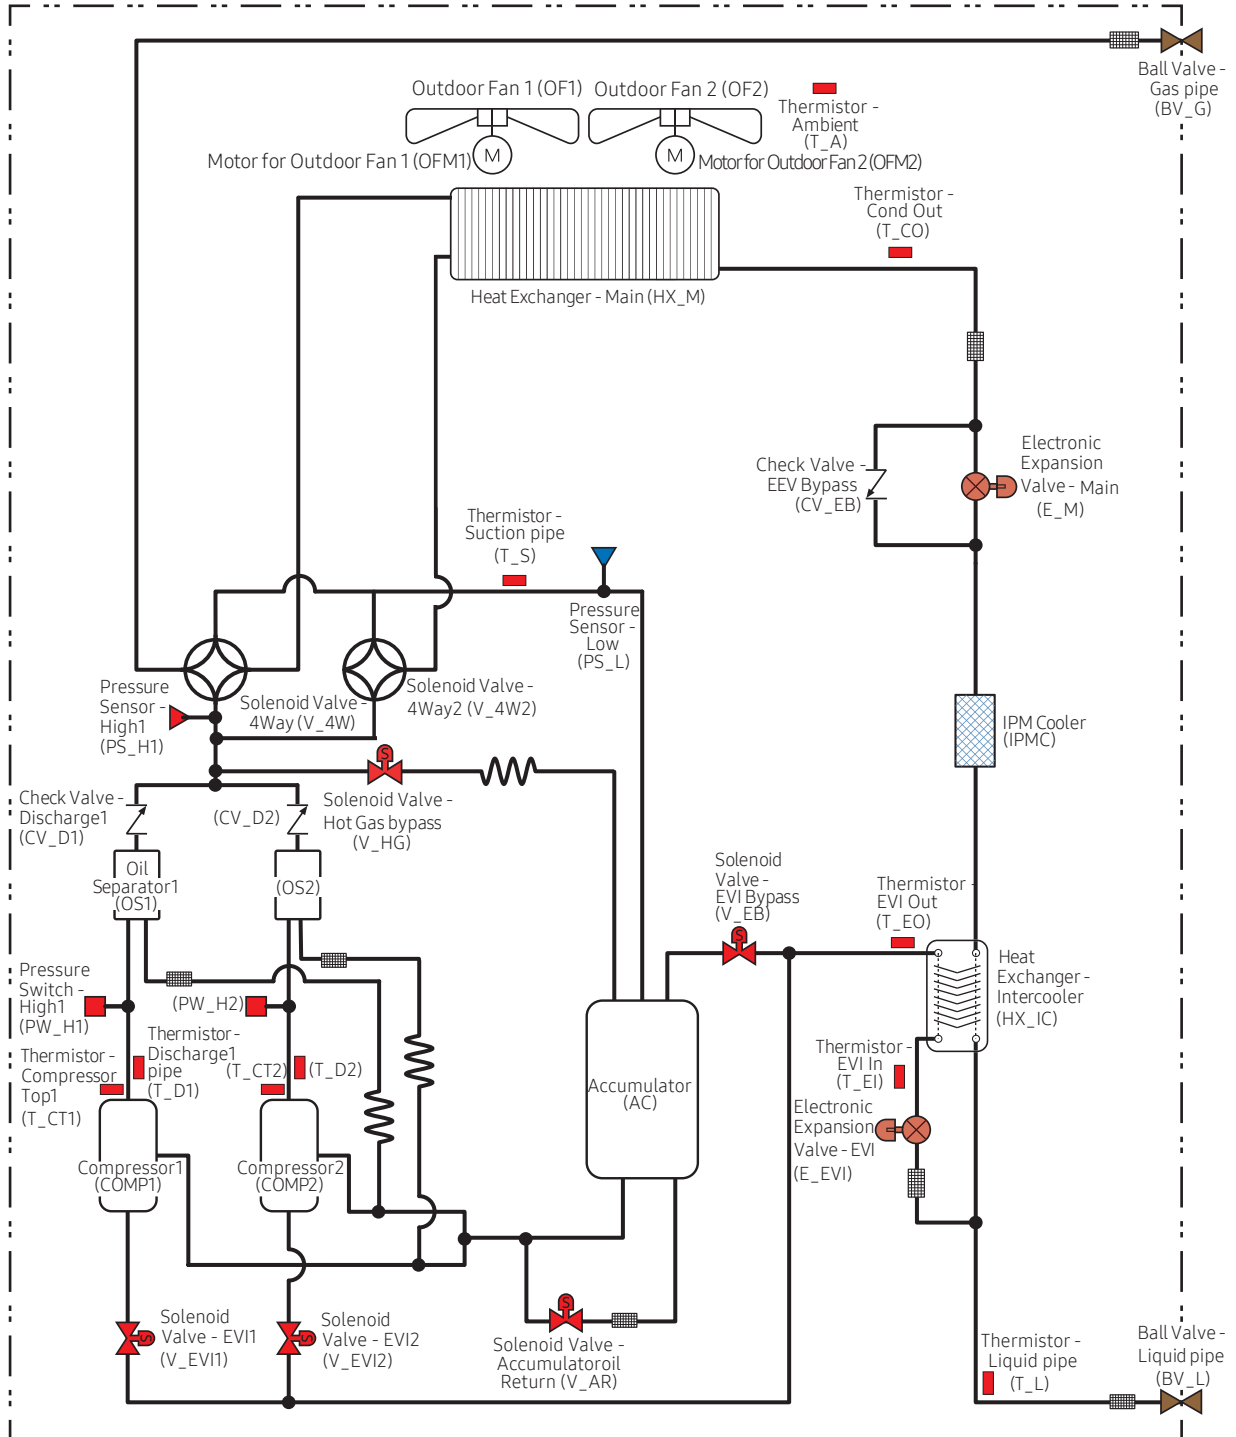 Ball Valve -
Gas pipe
(BV_G)
Outdoor Fan 1 (OF1)
Outdoor Fan 2 (OF2)
Thermistor -
Ambient
(T_A)
Motor for Outdoor Fan 1 (OFM1)
M
M
Motor for Outdoor Fan 2 (OFM2)
Thermistor -
Cond Out
(T_CO)
Heat Exchanger - Main (HX_M)
Check Valve -
EEV Bypass
(CV_EB)
Electronic
Expansion
Valve - Main
(E_M)
Thermistor -
Suction pipe
(T_S)
Pressure
Sensor -
Low
(PS_L)
Pressure
Sensor -
High1
(PS_H1)
Solenoid Valve -
4Way (V_4W)
Solenoid Valve -
4Way2 (V_4W2)
IPM Cooler
(IPMC)
S
Check Valve -
Discharge1
(CV_D1)
(CV_D2)
Solenoid Valve -
Hot Gas bypass
(V_HG)
Oil
Separator1
(OS1)
(OS2)
Solenoid
Valve -
EVI Bypass
(V_EB)
S
Thermistor -
EVI Out
(T_EO)
Heat
Exchanger -
Intercooler
(HX_IC)
Pressure
Switch -
High1
(PW_H1)
(PW_H2)
Thermistor -
Discharge1
pipe
(T_D1)
Thermistor -
Compressor
Top1
(T_CT1)
(T_CT2)
(T_D2)
Thermistor -
EVI In
(T_EI)
Accumulator
(AC)
Electronic
Expansion
Valve - EVI
(E_EVI)
Compressor1
(COMP1)
Compressor2
(COMP2)
S
Solenoid
Valve - EVI1
(V_EVI1)
S
Solenoid
Valve - EVI2
(V_EVI2)
S
Solenoid Valve -
Accumulatoroil
Return (V_AR)
Thermistor -
Liquid pipe
(T_L)
Ball Valve -
Liquid pipe
(BV_L)